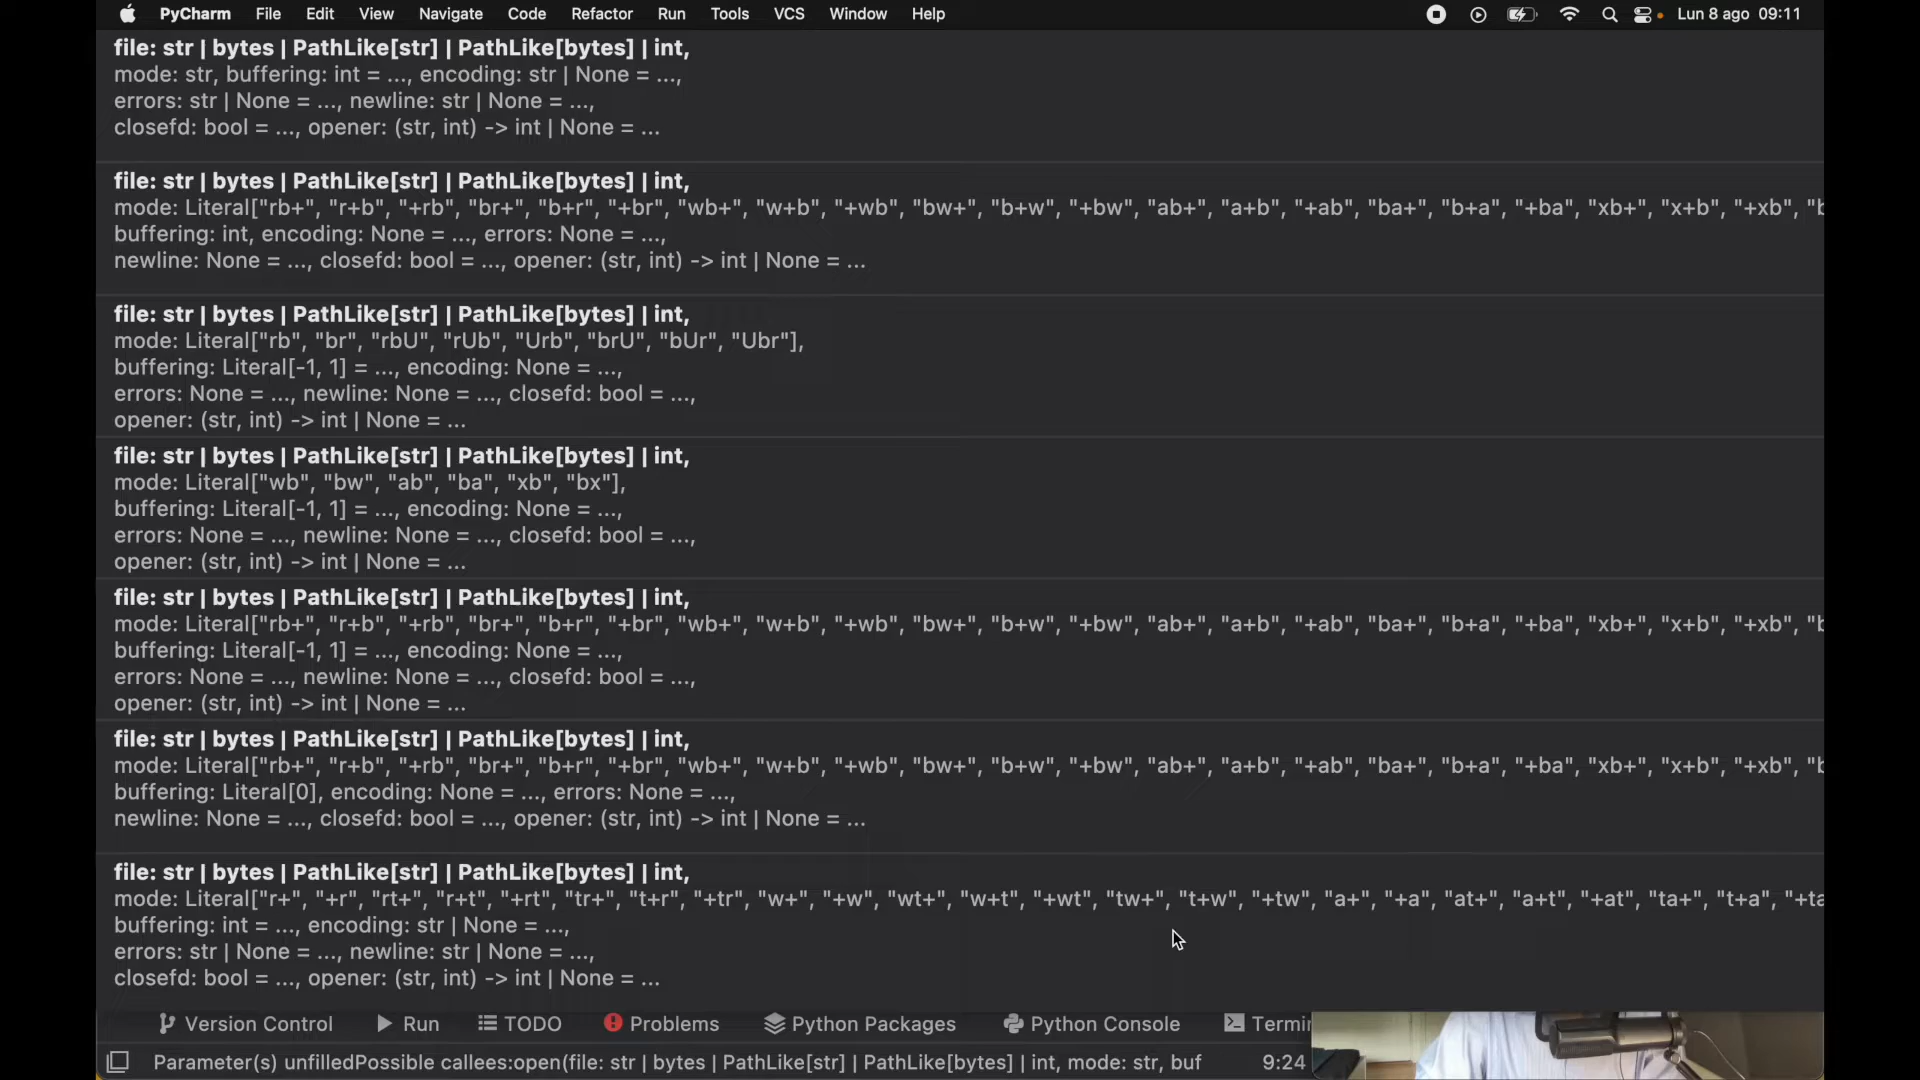 PyCharm File Edit View Navigate Code Refactor Run Tools VCS Window Help Lun 8 ago 09:11
file: str | bytes | PathLike[str] | PathLike[bytes] | int,
mode: str, buffering: int = ..., encoding: str | None = ...,
errors: str | None = ..., newline: str | None = ...,
closefd: bool = ..., opener: (str, int) -> int | None = ...
file: str | bytes | PathLike[str] | PathLike[bytes] | int,
mode: Literal["rb+", "r+b", "+rb", "br+", "b+r", "+br", "wb+", "w+b", "+wb", "bw+", "b+w", "+bw", "ab+", "a+b", "+ab", "ba+", "b+a", "+ba", "xb+", "x+b", "+xb", "b
buffering: int, encoding: None = ..., errors: None = ...,
newline: None = ..., closefd: bool = ..., opener: (str, int) -> int | None = ...
file: str | bytes | PathLike[str] | PathLike[bytes] | int,
mode: Literal["rb", "br", "rbU", "rUb", "Urb", "brU", "bUr", "Ubr"],
buffering: Literal[-1, 1] = ..., encoding: None = ...,
errors: None = ..., newline: None = ..., closefd: bool = ...,
opener: (str, int) -> int | None = ...
file: str | bytes | PathLike[str] | PathLike[bytes] | int,
mode: Literal["wb", "bw", "ab", "ba", "xb", "bx"],
buffering: Literal[-1, 1] = ..., encoding: None = ...,
errors: None = ..., newline: None = ..., closefd: bool = ...,
opener: (str, int) -> int | None = ...
file: str | bytes | PathLike[str] | PathLike[bytes] | int,
mode: Literal["rb+", "r+b", "+rb", "br+", "b+r", "+br", "wb+", "w+b", "+wb", "bw+", "b+w", "+bw", "ab+", "a+b", "+ab", "ba+", "b+a", "+ba", "xb+", "x+b", "+xb", "b
buffering: Literal[-1, 1] = ..., encoding: None = ...,
errors: None = ..., newline: None = ..., closefd: bool = ...,
opener: (str, int) -> int | None = ...
file: str | bytes | PathLike[str] | PathLike[bytes] | int,
mode: Literal["rb+", "r+b", "+rb", "br+", "b+r", "+br", "wb+", "w+b", "+wb", "bw+", "b+w", "+bw", "ab+", "a+b", "+ab", "ba+", "b+a", "+ba", "xb+", "x+b", "+xb", "b
buffering: Literal[0], encoding: None = ..., errors: None = ...,
newline: None = ..., closefd: bool = ..., opener: (str, int) -> int | None = ...
file: str | bytes | PathLike[str] | PathLike[bytes] | int,
mode: Literal["r+", "+r", "rt+", "r+t", "+rt", "tr+", "t+r", "+tr", "w+", "+w", "wt+", "w+t", "+wt", "tw+", "t+w", "+tw", "a+", "+a", "at+", "a+t", "+at", "ta+", "t+a", "+ta
buffering: int = ..., encoding: str | None = ...,
errors: str | None = ..., newline: str | None = ...,
closefd: bool = ..., opener: (str, int) -> int | None = ...
Version Control Run TODO Problems Python Packages Python Console Termi
Parameter(s) unfilledPossible callees:open(file: str | bytes | PathLike[str] | PathLike[bytes] | int, mode: str, buf 9:24